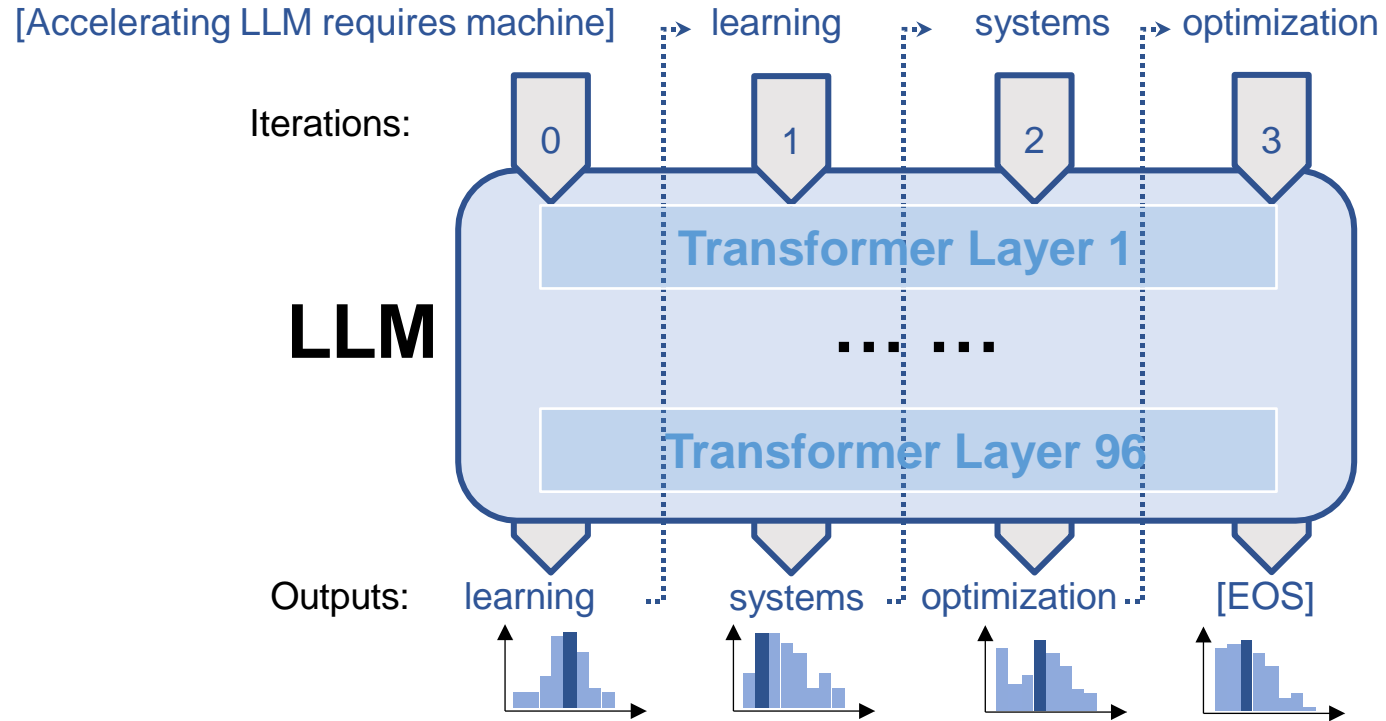 [Accelerating LLM requires machine] learning systems optimization
Iterations:
0 1 2 3
Transformer Layer 1
LLM
... ...
Transformer Layer 96
Outputs: learning systems optimization [EOS]